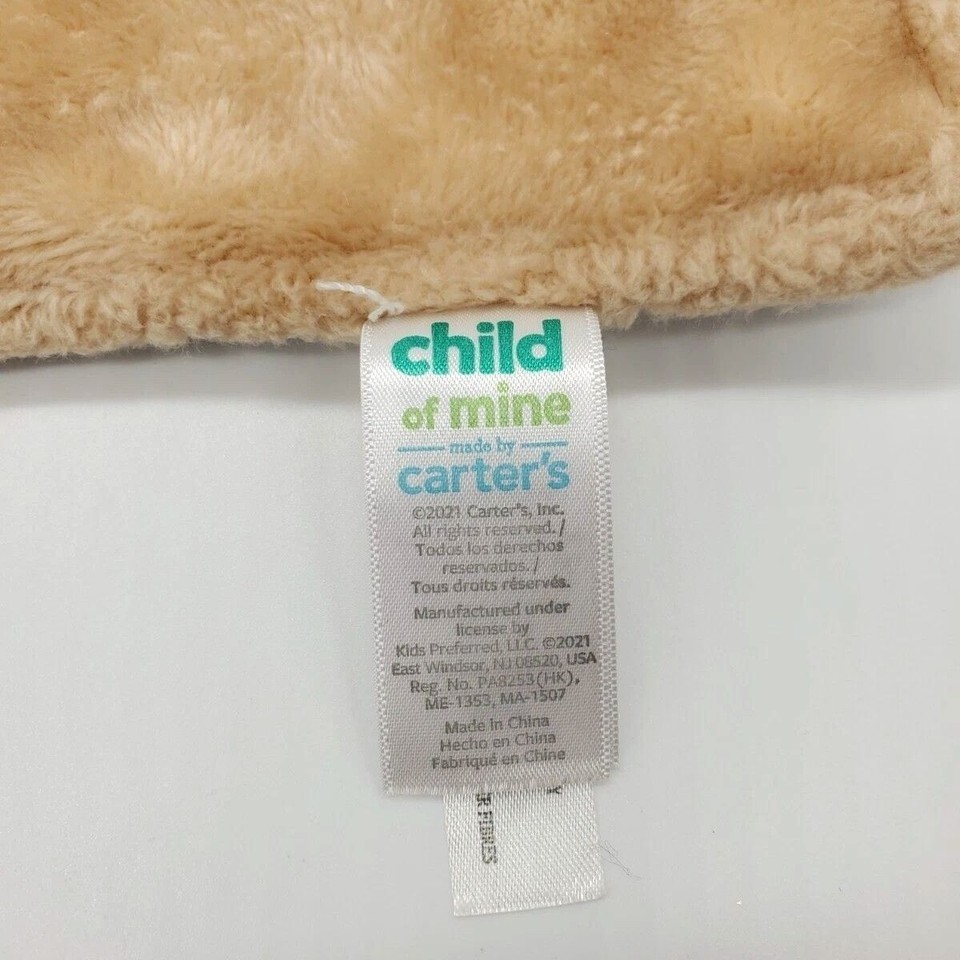 child
of mine
made by
carter's
©2021 Carter's, Inc.
All rights reserved. /
Todos los derechos
reservados. /
Tous droits réservés.
Manufactured under
license by
Kids Preferred, LLC. ©2021
East Windsor, NJ 08520, USA
Reg. No. PA8253(HK),
ME-1353, MA-1507
Made in China
Hecho en China
Fabriqué en Chine
FIBRES